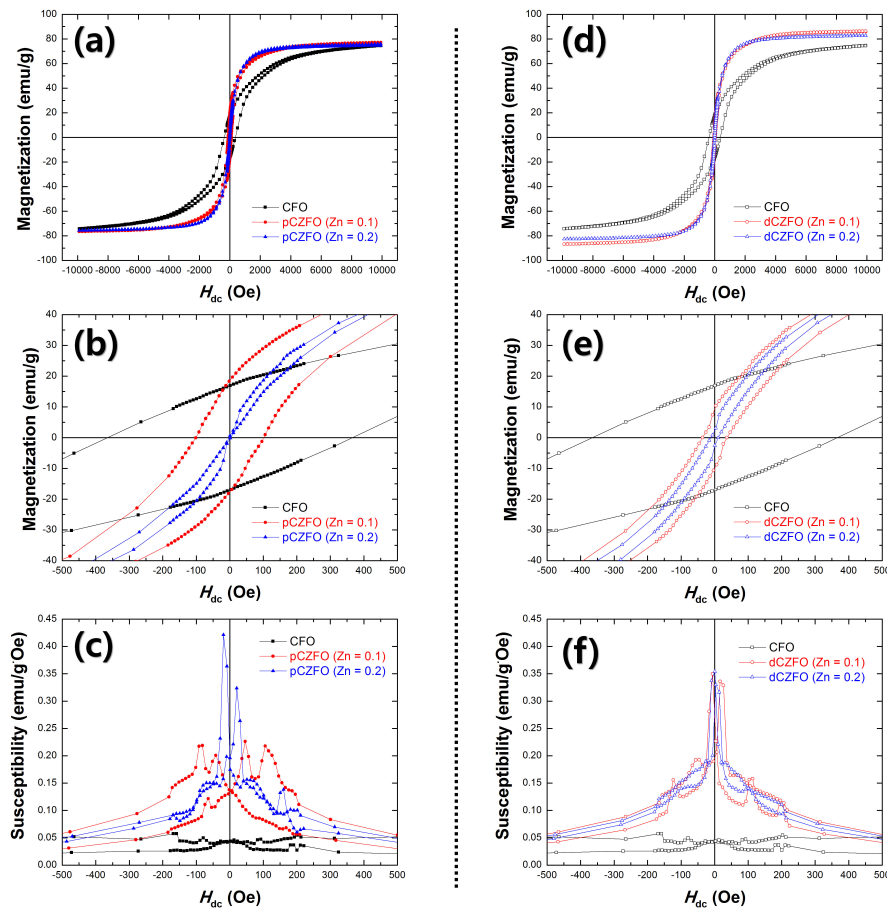 (a)
Magnetization (emu/g)
100
80
60
40
20
0
-20
-40
-60
-80
-100
CFO
pCZFO (Zn = 0.1)
pCZFO (Zn = 0.2)
-10000 -8000 -6000 -4000 -2000 0 2000 4000 6000 8000 10000
Hdc (Oe)
(d)
Magnetization (emu/g)
100
80
60
40
20
0
-20
-40
-60
-80
-100
CFO
dCZFO (Zn = 0.1)
dCZFO (Zn = 0.2)
-10000 -8000 -6000 -4000 -2000 0 2000 4000 6000 8000 10000
Hdc (Oe)
(b)
Magnetization (emu/g)
40
30
20
10
0
-10
-20
-30
-40
CFO
pCZFO (Zn = 0.1)
pCZFO (Zn = 0.2)
-500 -400 -300 -200 -100 0 100 200 300 400 500
Hdc (Oe)
(e)
Magnetization (emu/g)
40
30
20
10
0
-10
-20
-30
-40
CFO
dCZFO (Zn = 0.1)
dCZFO (Zn = 0.2)
-500 -400 -300 -200 -100 0 100 200 300 400 500
Hdc (Oe)
(c)
Susceptibility (emu/g·Oe)
0.45
0.40
0.35
0.30
0.25
0.20
0.15
0.10
0.05
0.00
CFO
pCZFO (Zn = 0.1)
pCZFO (Zn = 0.2)
-500 -400 -300 -200 -100 0 100 200 300 400 500
Hdc (Oe)
(f)
Susceptibility (emu/g·Oe)
0.45
0.40
0.35
0.30
0.25
0.20
0.15
0.10
0.05
0.00
CFO
dCZFO (Zn = 0.1)
dCZFO (Zn = 0.2)
-500 -400 -300 -200 -100 0 100 200 300 400 500
Hdc (Oe)